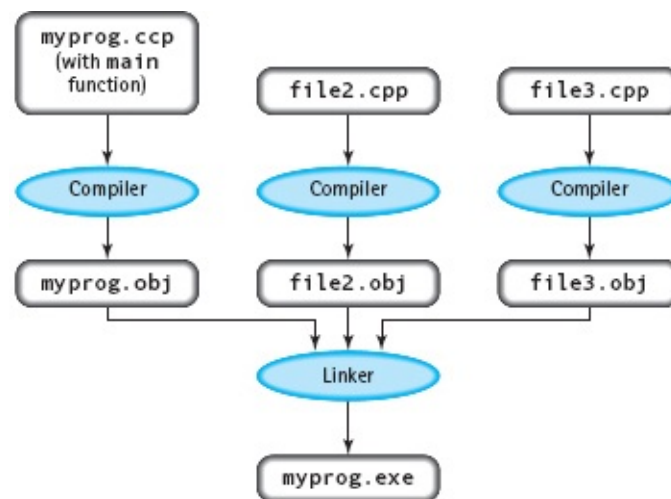 myprog.ccp
(with main
function)
file2.cpp
file3.cpp
Compiler
Compiler
Compiler
myprog.obj
file2.obj
file3.obj
Linker
myprog.exe